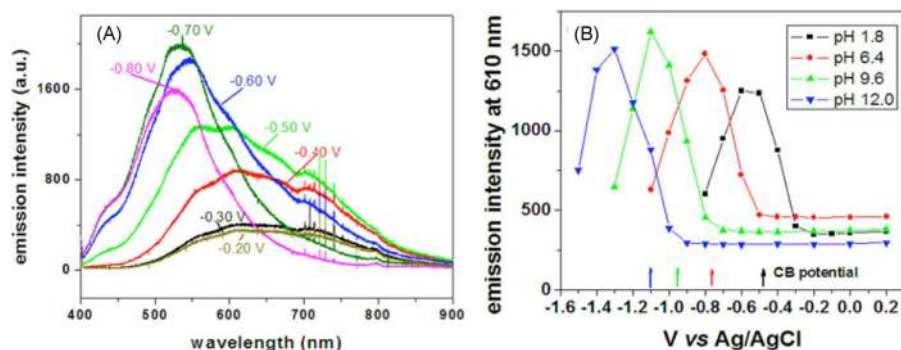 (A)
-0.70 V
-0.80 V
-0.60 V
-0.50 V
-0.40 V
-0.30 V
-0.20 V
1600
800
0
400 500 600 700 800 900
wavelength (nm)
emission intensity (a.u.)
(B)
pH 1.8
pH 6.4
pH 9.6
pH 12.0
1500
1000
500
0
CB potential
-1.6 -1.4 -1.2 -1.0 -0.8 -0.6 -0.4 -0.2 0.0 0.2
V vs Ag/AgCl
emission intensity at 610 nm